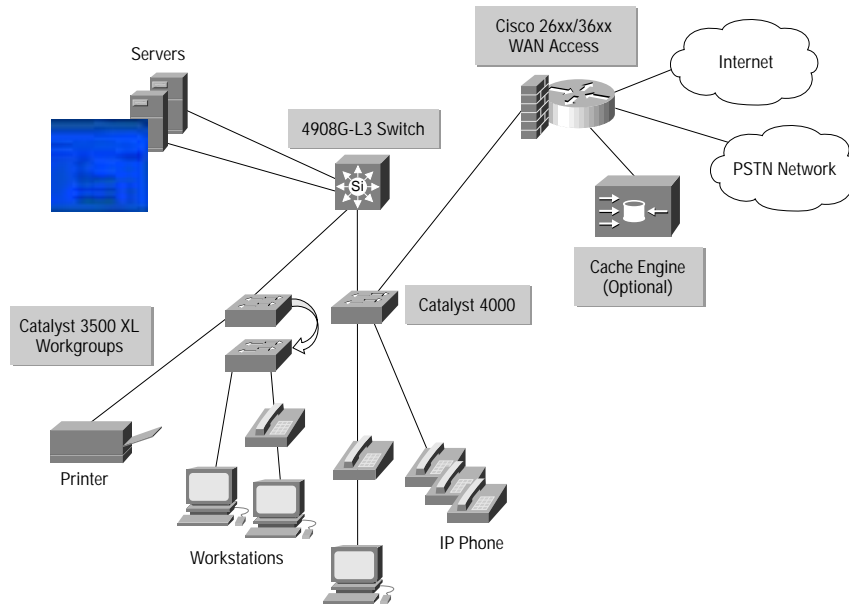 Cisco 26xx/36xx
WAN Access
Servers
Internet
4908G-L3 Switch
PSTN Network
Si
Cache Engine
(Optional)
Catalyst 4000
Catalyst 3500 XL
Workgroups
Printer
IP Phone
Workstations